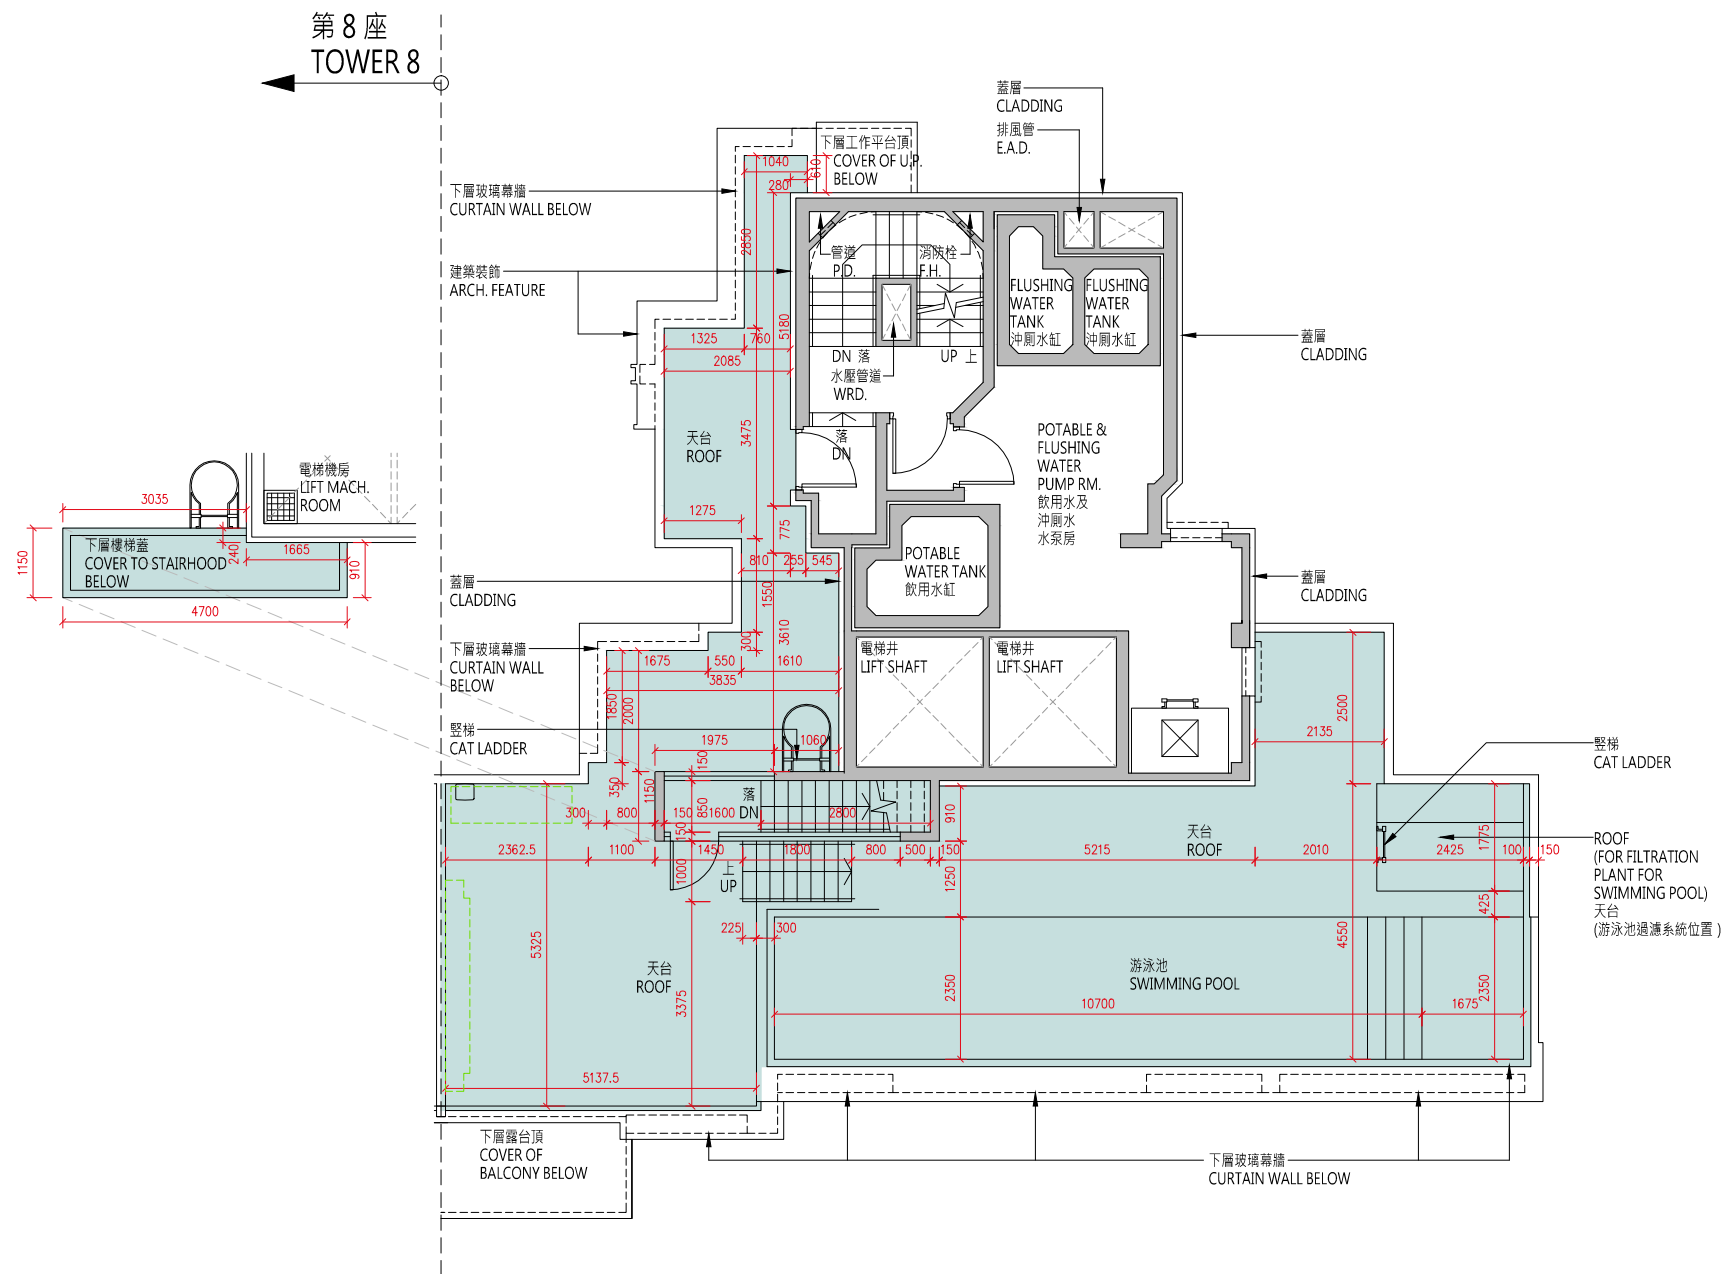 第 8 座
TOWER 8
蓋層
CLADDING
排風管
E.A.D.
下層工作平台頂
COVER OF U.P.
BELOW
1040
610
280
下層玻璃幕牆
CURTAIN WALL BELOW
2850
管道
P.D.
消防栓
F.H.
建築裝飾
ARCH. FEATURE
FLUSHING
WATER
TANK
沖厠水缸
FLUSHING
WATER
TANK
沖厠水缸
5180
1325
760
2085
DN 落
UP 上
水壓管道
WRD.
蓋層
CLADDING
3475
天台
ROOF
落
DN
POTABLE &
FLUSHING
WATER
PUMP RM.
飲用水及
沖厠水
水泵房
電梯機房
LIFT MACH.
ROOM
3035
1275
775
下層樓梯蓋
COVER TO STAIRHOOD
BELOW
1150
240
1665
910
4700
810
255
545
1550
POTABLE
WATER TANK
飲用水缸
蓋層
CLADDING
蓋層
CLADDING
300
3610
下層玻璃幕牆
CURTAIN WALL
BELOW
1675
550
1610
3835
電梯井
LIFT SHAFT
電梯井
LIFT SHAFT
1850
2000
2500
2135
豎梯
CAT LADDER
1975
1060
150
豎梯
CAT LADDER
350
1150
850
落
DN
300
800
150
1600
2800
150
910
天台
ROOF
1775
ROOF
(FOR FILTRATION
PLANT FOR
SWIMMING POOL)
天台
(游泳池過濾系統位置 )
2362.5
1100
1450
1800
800
500
150
5215
2010
2425
100
150
1000
上
UP
1250
425
225
300
5325
4550
天台
ROOF
3375
2350
游泳池
SWIMMING POOL
2350
10700
1675
5137.5
下層露台頂
COVER OF
BALCONY BELOW
下層玻璃幕牆
CURTAIN WALL BELOW